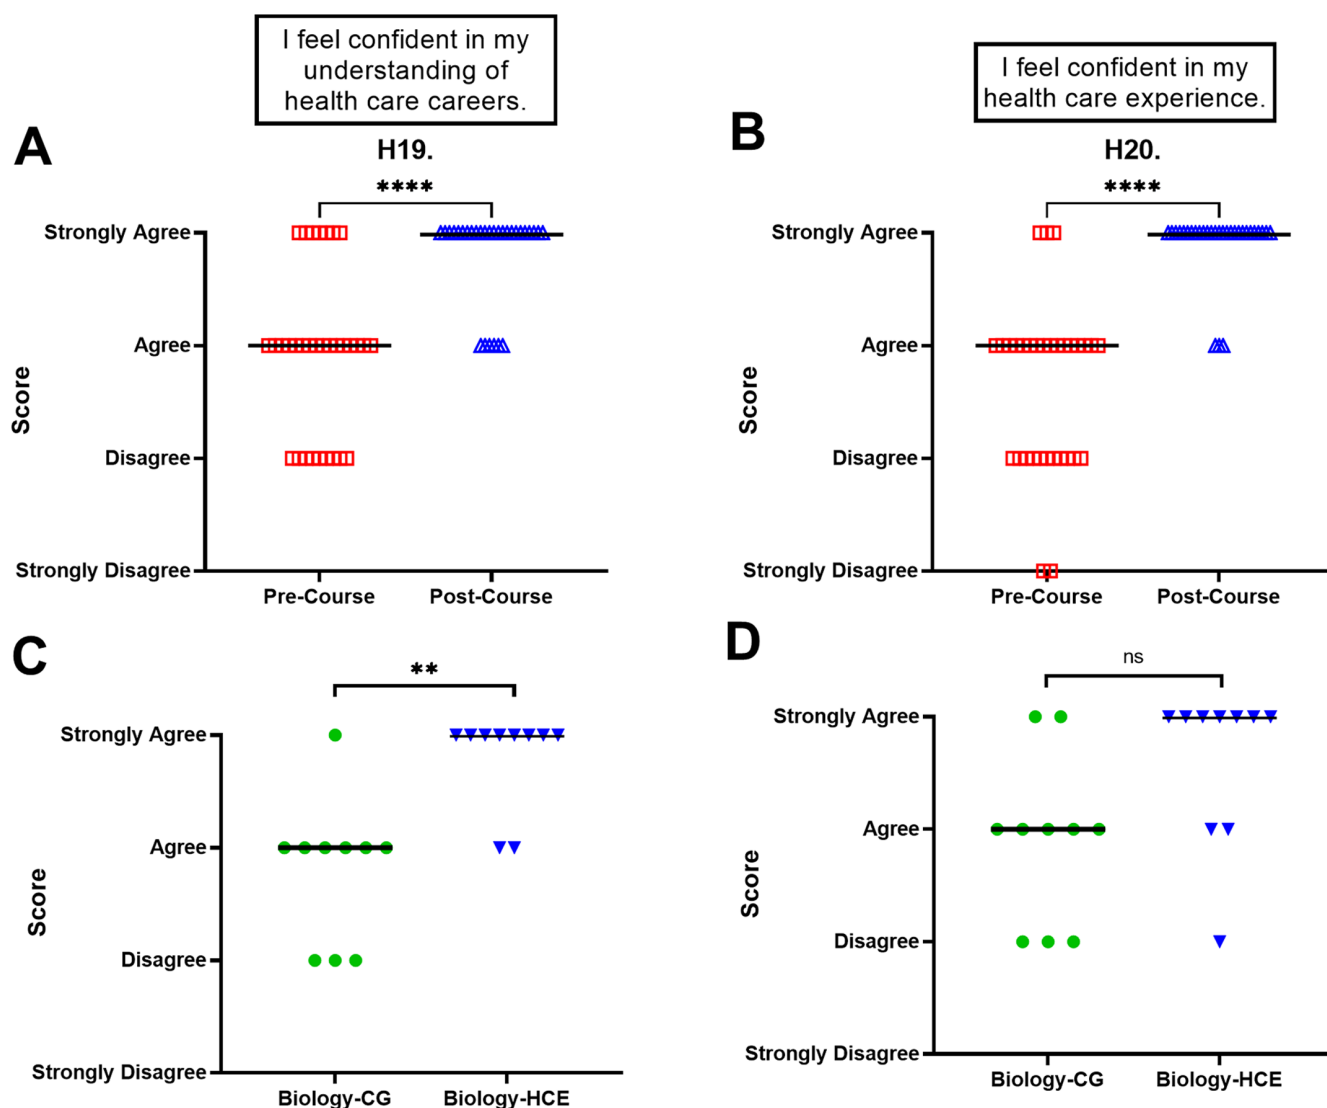 I feel confident in my
understanding of
health care careers.
I feel confident in my
health care experience.
A
H19.
****
Strongly Agree
Agree
Disagree
Strongly Disagree
Score
Pre-Course
Post-Course
B
H20.
****
Strongly Agree
Agree
Disagree
Strongly Disagree
Score
Pre-Course
Post-Course
C
**
Strongly Agree
Agree
Disagree
Strongly Disagree
Score
Biology-CG
Biology-HCE
D
ns
Strongly Agree
Agree
Disagree
Strongly Disagree
Score
Biology-CG
Biology-HCE